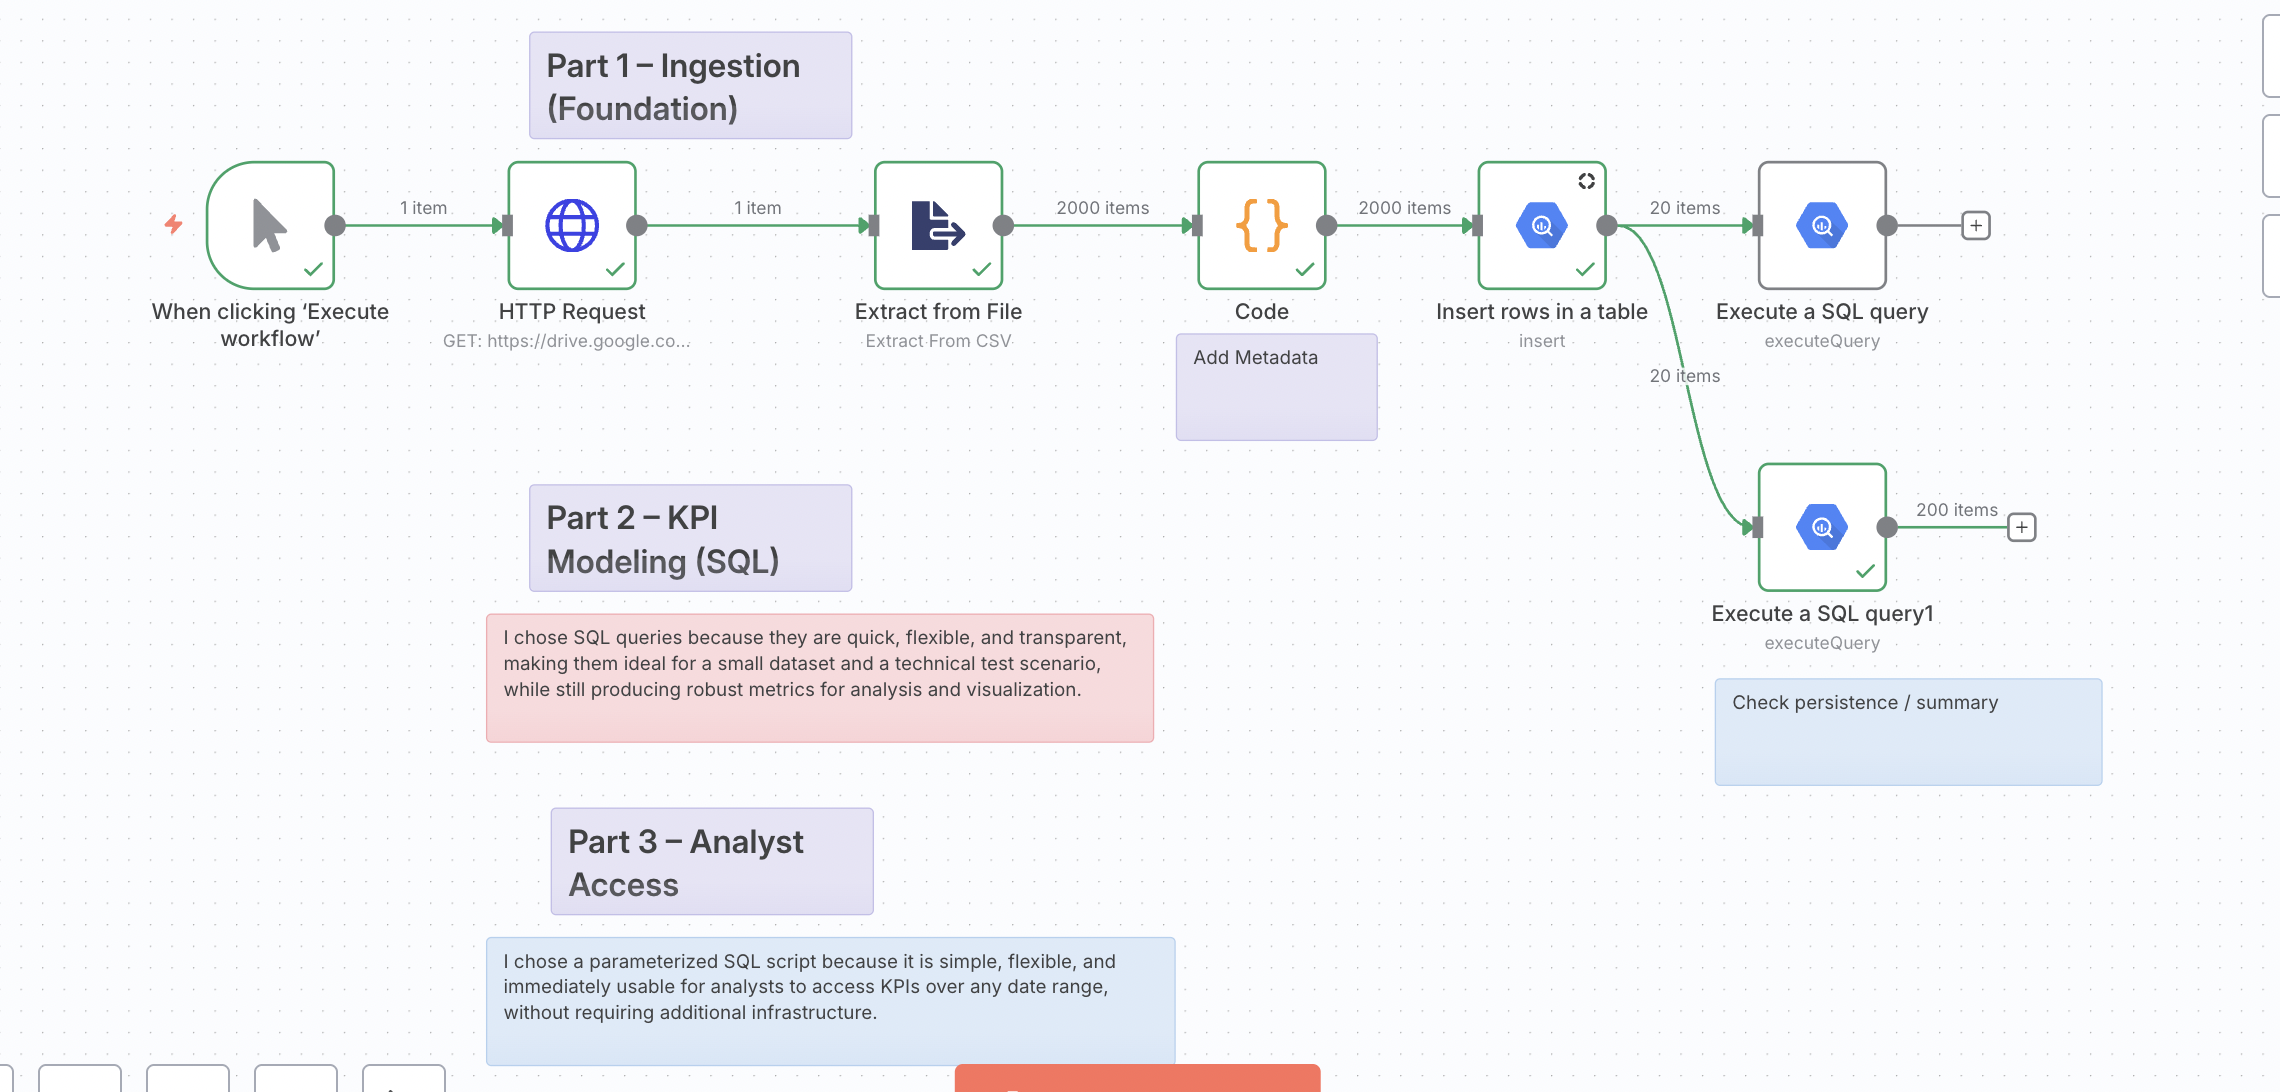 Part 1 – Ingestion
(Foundation)
1 item
1 item
2000 items
2000 items
20 items
When clicking ‘Execute
workflow’
HTTP Request
GET: https://drive.google.co...
Extract from File
Extract From CSV
Code
Add Metadata
Insert rows in a table
insert
Execute a SQL query
executeQuery
20 items
200 items
Execute a SQL query1
executeQuery
Check persistence / summary
Part 2 – KPI
Modeling (SQL)
I chose SQL queries because they are quick, flexible, and transparent,
making them ideal for a small dataset and a technical test scenario,
while still producing robust metrics for analysis and visualization.
Part 3 – Analyst
Access
I chose a parameterized SQL script because it is simple, flexible, and
immediately usable for analysts to access KPIs over any date range,
without requiring additional infrastructure.